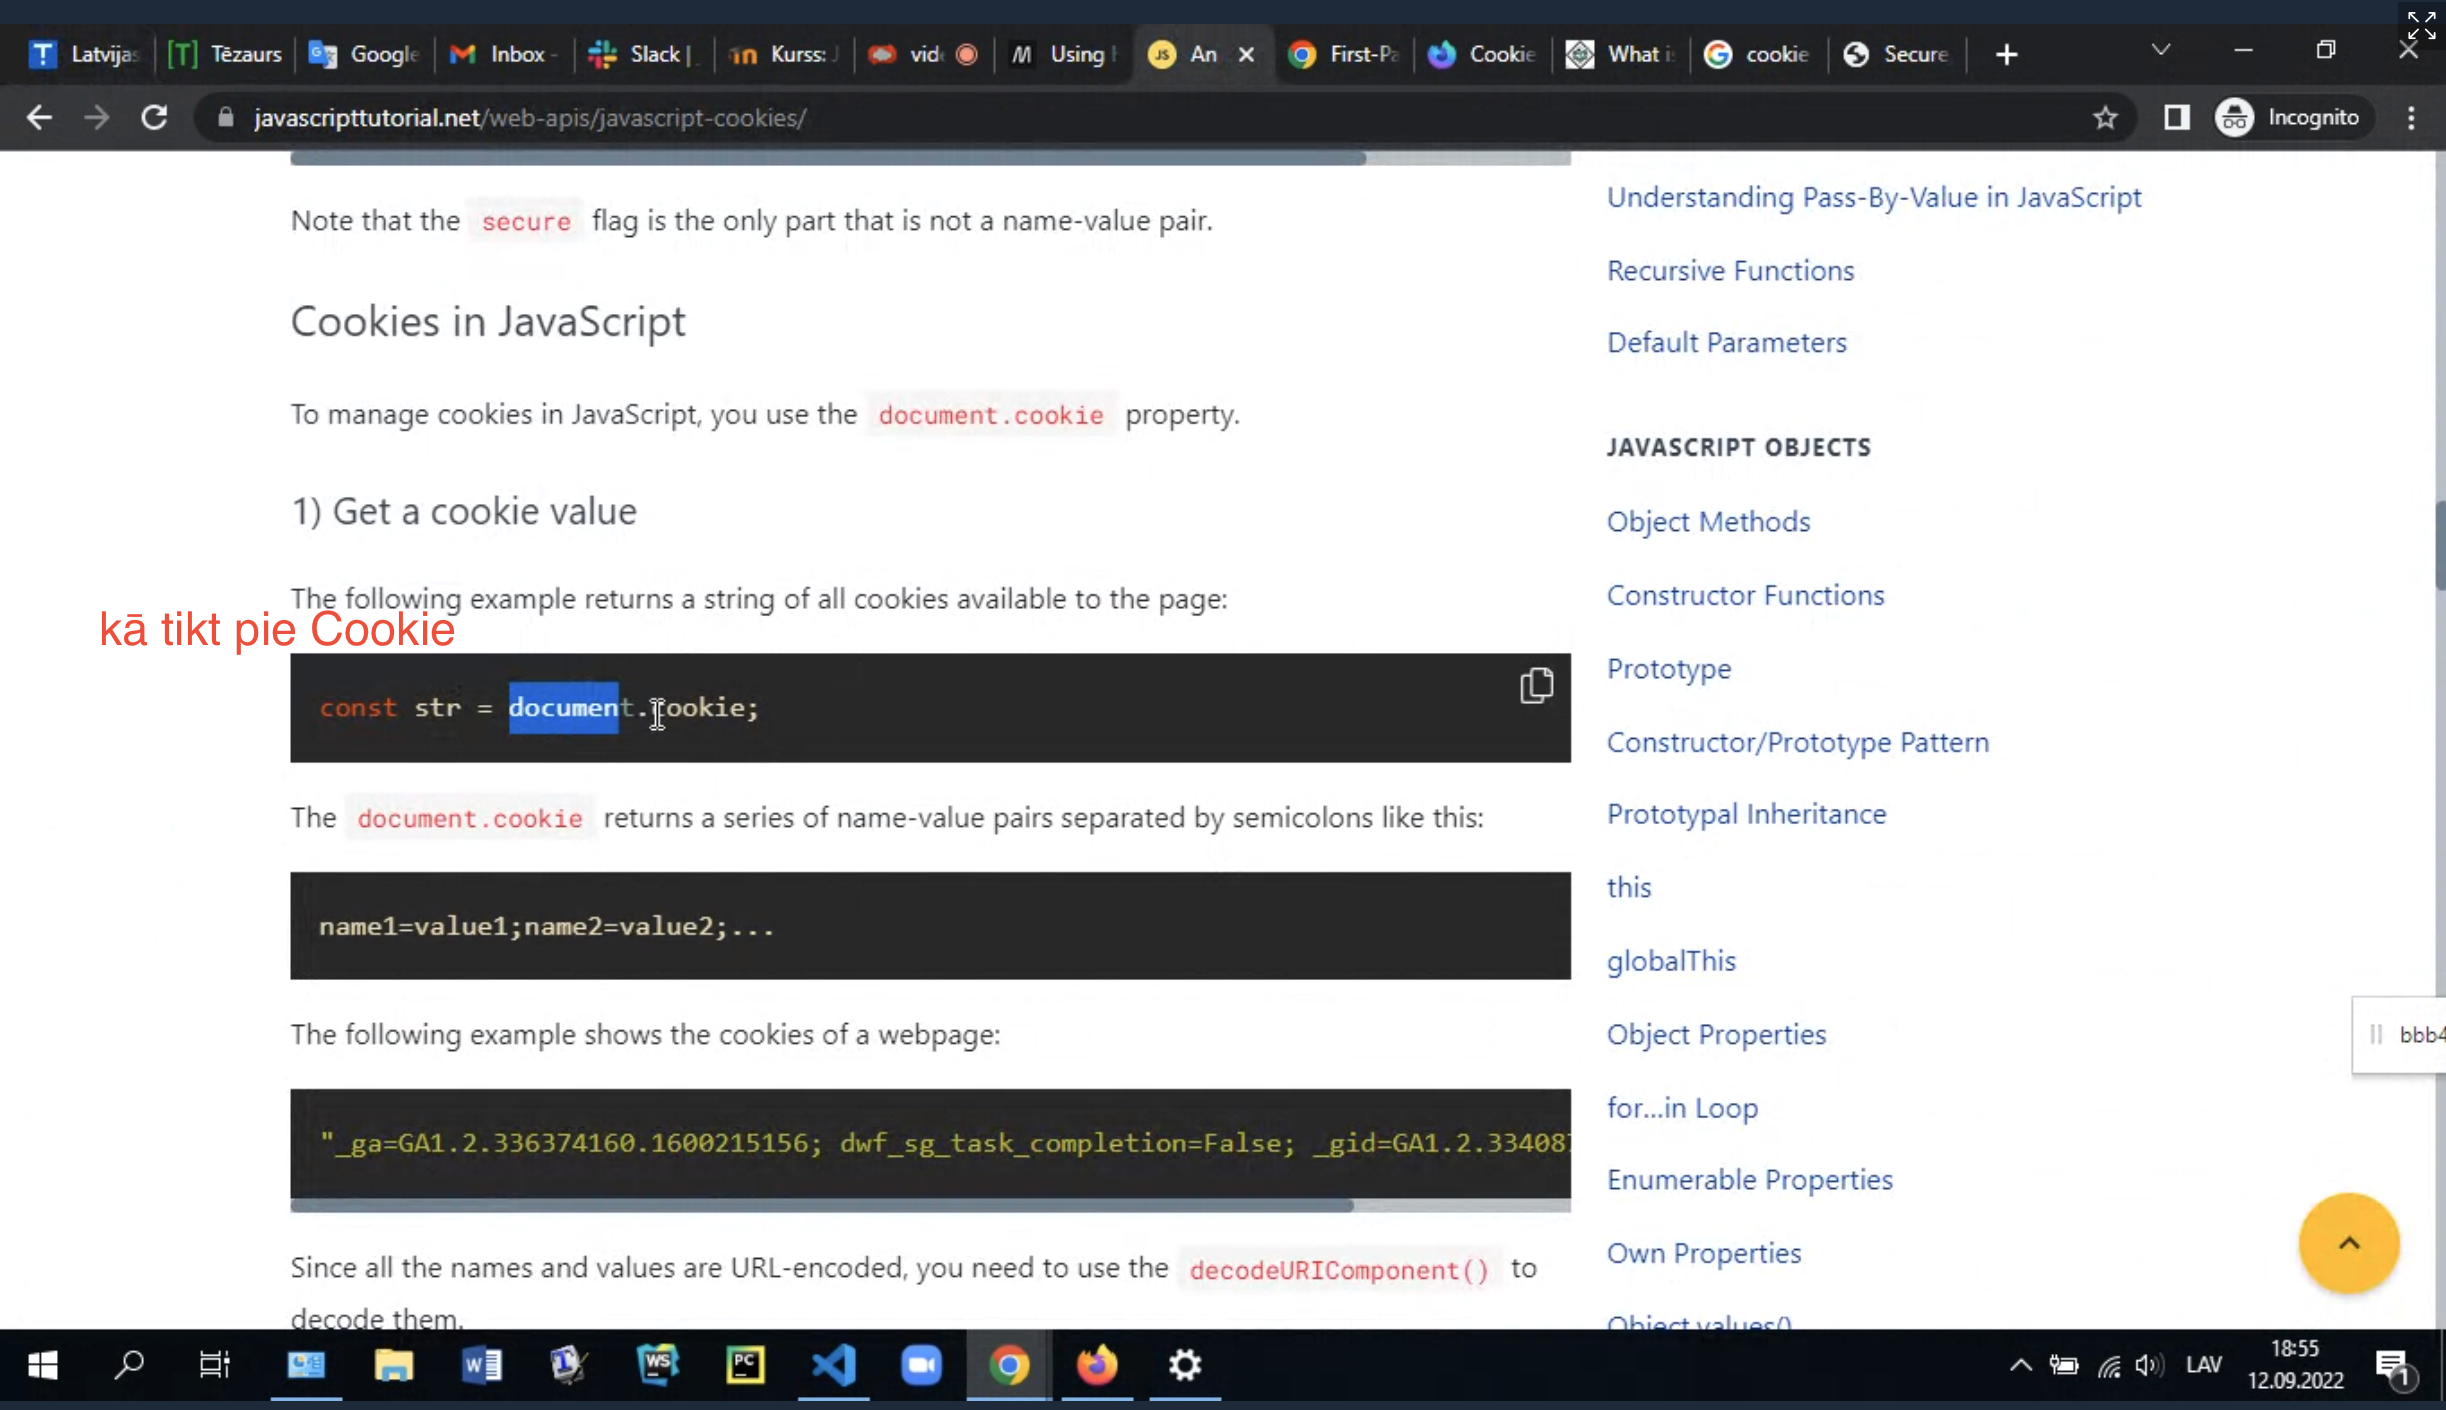 Latvijas
[T] Tēzaurs
Google
Inbox -
Slack |
Kurss: J
vid
Using
JS An
First-Pa
Cookie
What is
cookie
Secure
javascripttutorial.net/web-apis/javascript-cookies/
Incognito
Note that the secure flag is the only part that is not a name-value pair.
Cookies in JavaScript
To manage cookies in JavaScript, you use the document.cookie property.
1) Get a cookie value
The following example returns a string of all cookies available to the page:
kā tikt pie Cookie
const str = document.cookie;
The document.cookie returns a series of name-value pairs separated by semicolons like this:
name1=value1;name2=value2;...
The following example shows the cookies of a webpage:
"_ga=GA1.2.336374160.1600215156; dwf_sg_task_completion=False; _gid=GA1.2.33408
Since all the names and values are URL-encoded, you need to use the decodeURIComponent() to
decode them.
Understanding Pass-By-Value in JavaScript
Recursive Functions
Default Parameters
JAVASCRIPT OBJECTS
Object Methods
Constructor Functions
Prototype
Constructor/Prototype Pattern
Prototypal Inheritance
this
globalThis
Object Properties
for...in Loop
Enumerable Properties
Own Properties
Object.values()
bbb4
LAV
18:55
12.09.2022
1